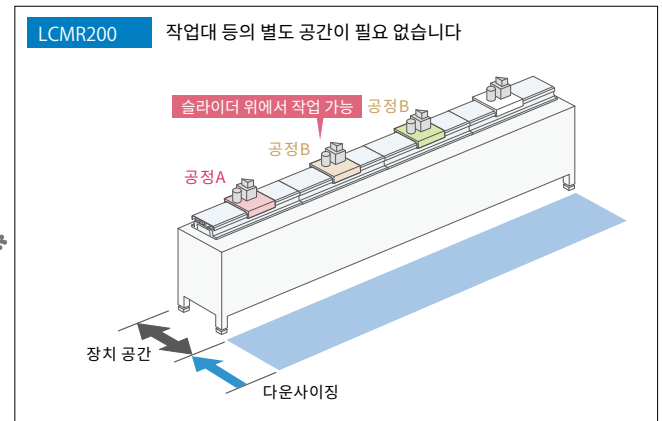 LCMR200
작업대 등의 별도 공간이 필요 없습니다
슬라이더 위에서 작업 가능
공정B
공정B
공정A
장치 공간
다운사이징